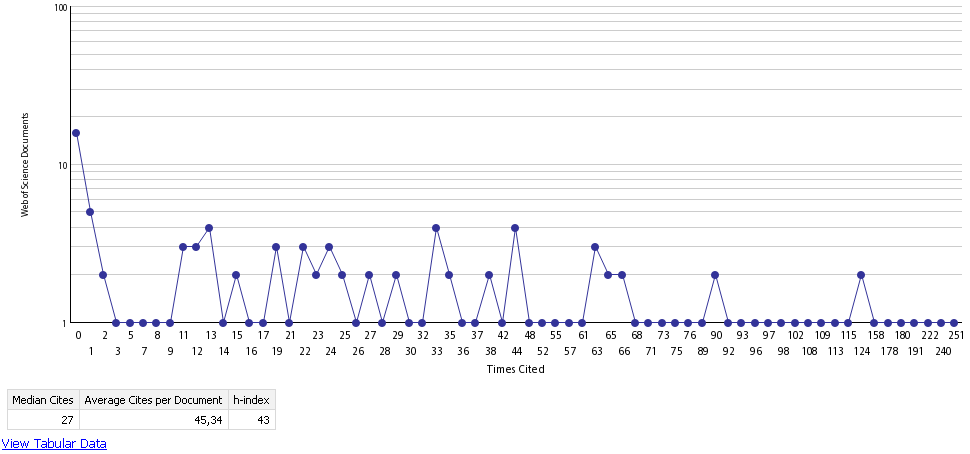 100
Web of Science Documents
10
1
0 2 5 8 11 13 15 17 21 23 25 27 29 32 35 37 42 48 55 61 65 68 73 76 90 93 97 102 109 115 158 180 222 251
1 3 7 9 12 14 16 19 22 24 26 28 30 33 36 38 44 52 57 63 66 71 75 89 92 96 98 108 113 124 178 191 240
Times Cited
Median Cites Average Cites per Document h-index
27 45,34 43
View Tabular Data